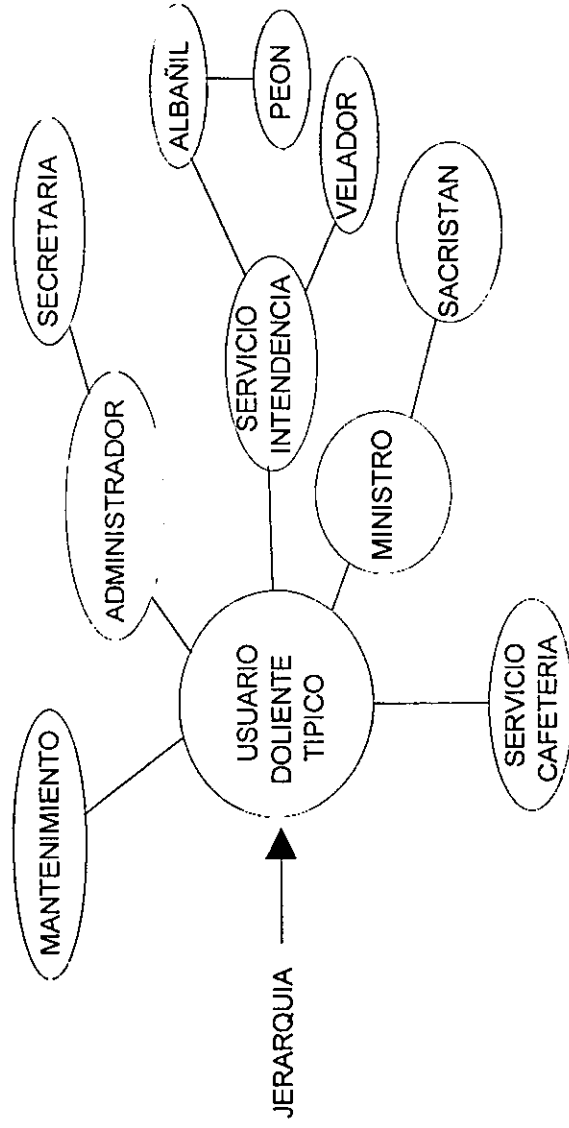 JERARQUIA
MANTENIMIENTO
USUARIO
DOLIENTE
TIPICO
ADMINISTRADOR
SECRETARIA
SERVICIO
INTENDENCIA
ALBAÑIL
PEON
VELADOR
MINISTRO
SACRISTAN
SERVICIO
CAFETERIA